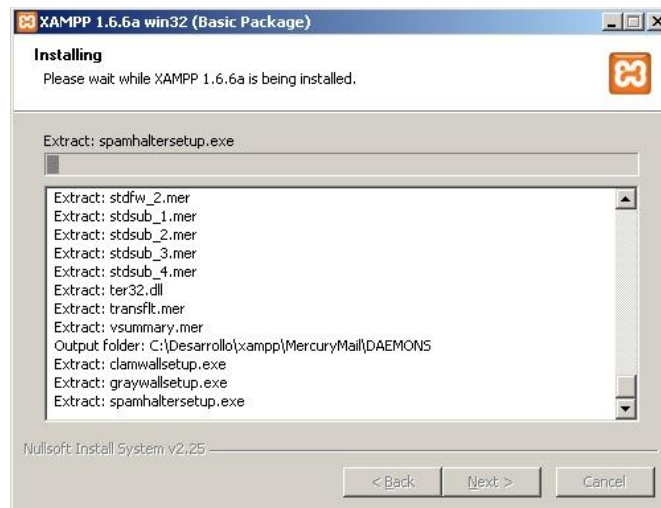 XAMPP 1.6.6a win32 (Basic Package)
Installing
Please wait while XAMPP 1.6.6a is being installed.
Extract: spamhaltersetup.exe
Extract: stdfw_2.mer
Extract: stdsub_1.mer
Extract: stdsub_2.mer
Extract: stdsub_3.mer
Extract: stdsub_4.mer
Extract: ter32.dll
Extract: transflt.mer
Extract: vsummary.mer
Output folder: C:\Desarrollo\xampp\MercuryMail\DAEMONS
Extract: clamwallsetup.exe
Extract: graywallsetup.exe
Extract: spamhaltersetup.exe
Nullsoft Install System v2.25
< Back
Next >
Cancel